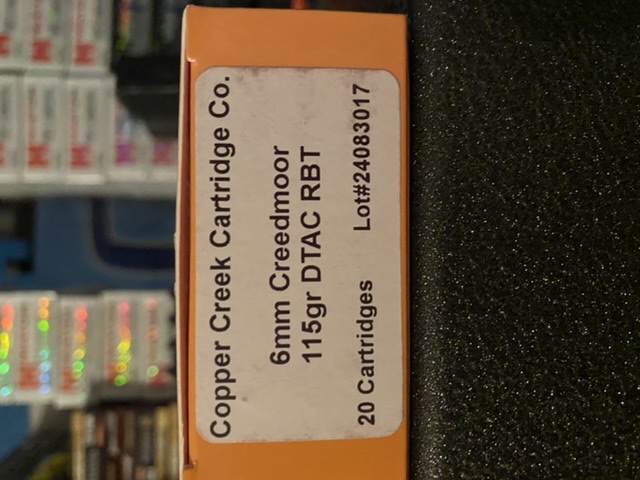 Copper Creek Cartridge Co.
6mm Creedmoor
115gr DTAC RBT
20 Cartridges Lot#24083017